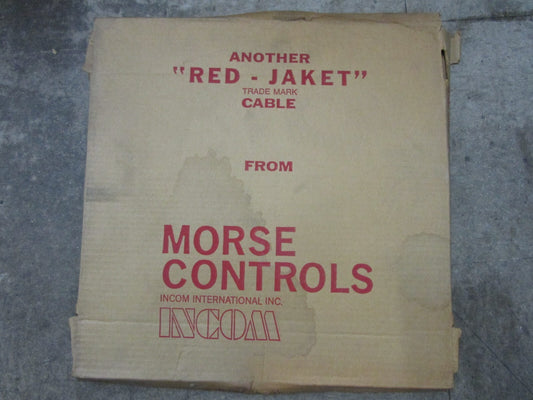 ANOTHER
"RED - JAKET"
TRADE MARK
CABLE
FROM
MORSE
CONTROLS
INCOM INTERNATIONAL INC.
INCOM